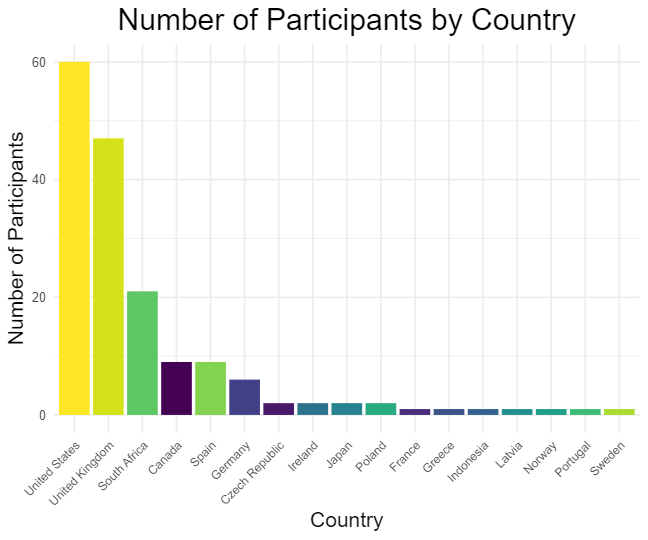 Number of Participants by Country
Number of Participants
60
40
20
0
United States
United Kingdom
South Africa
Canada
Spain
Germany
Czech Republic
Ireland
Japan
Poland
France
Greece
Indonesia
Latvia
Norway
Portugal
Sweden
Country